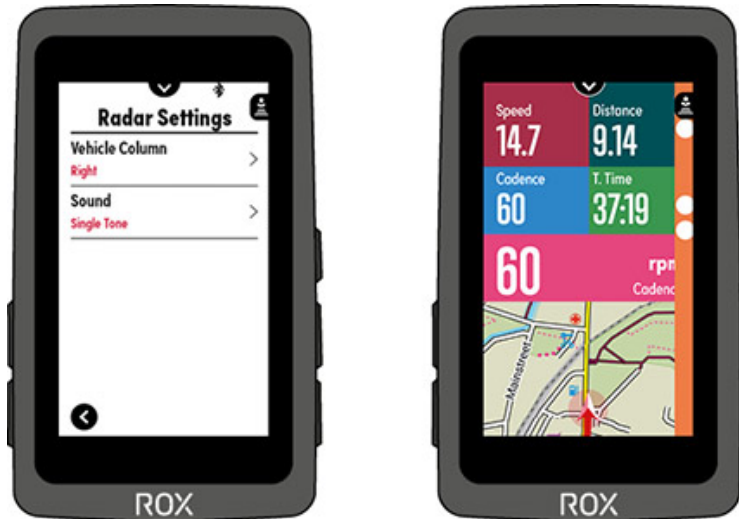 Radar Settings
Vehicle Column
Right
Sound
Single Tone
ROX
Speed
14.7
Distance
9.14
Cadence
60
T. Time
37:19
60
rpm
Cadenc
Mainstreet
ROX